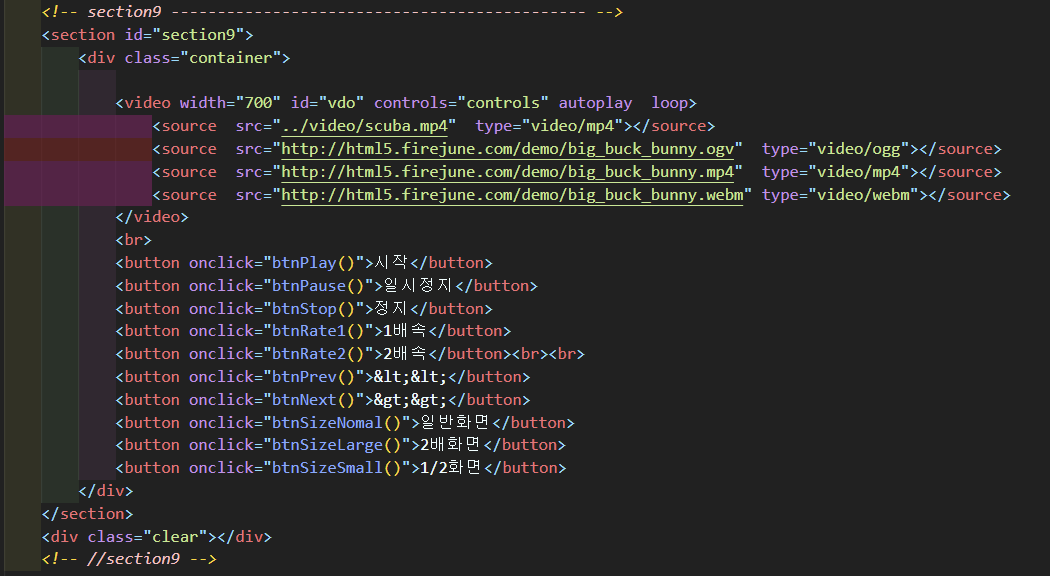 <!-- section9 --------------------------------------------- -->
<section id="section9">
<div class="container">
<video width="700" id="vdo" controls="controls" autoplay  loop>
<source  src="../video/scuba.mp4"  type="video/mp4"></source>
<source  src="http://html5.firejune.com/demo/big_buck_bunny.ogv"  type="video/ogg"></source>
<source  src="http://html5.firejune.com/demo/big_buck_bunny.mp4"  type="video/mp4"></source>
<source  src="http://html5.firejune.com/demo/big_buck_bunny.webm" type="video/webm"></source>
</video>
<br>
<button onclick="btnPlay()">시작</button>
<button onclick="btnPause()">일시정지</button>
<button onclick="btnStop()">정지</button>
<button onclick="btnRate1()">1배속</button>
<button onclick="btnRate2()">2배속</button><br><br>
<button onclick="btnPrev()">&lt;&lt;</button>
<button onclick="btnNext()">&gt;&gt;</button>
<button onclick="btnSizeNomal()">일반화면</button>
<button onclick="btnSizeLarge()">2배화면</button>
<button onclick="btnSizeSmall()">1/2화면</button>
</div>
</section>
<div class="clear"></div>
<!-- //section9 -->